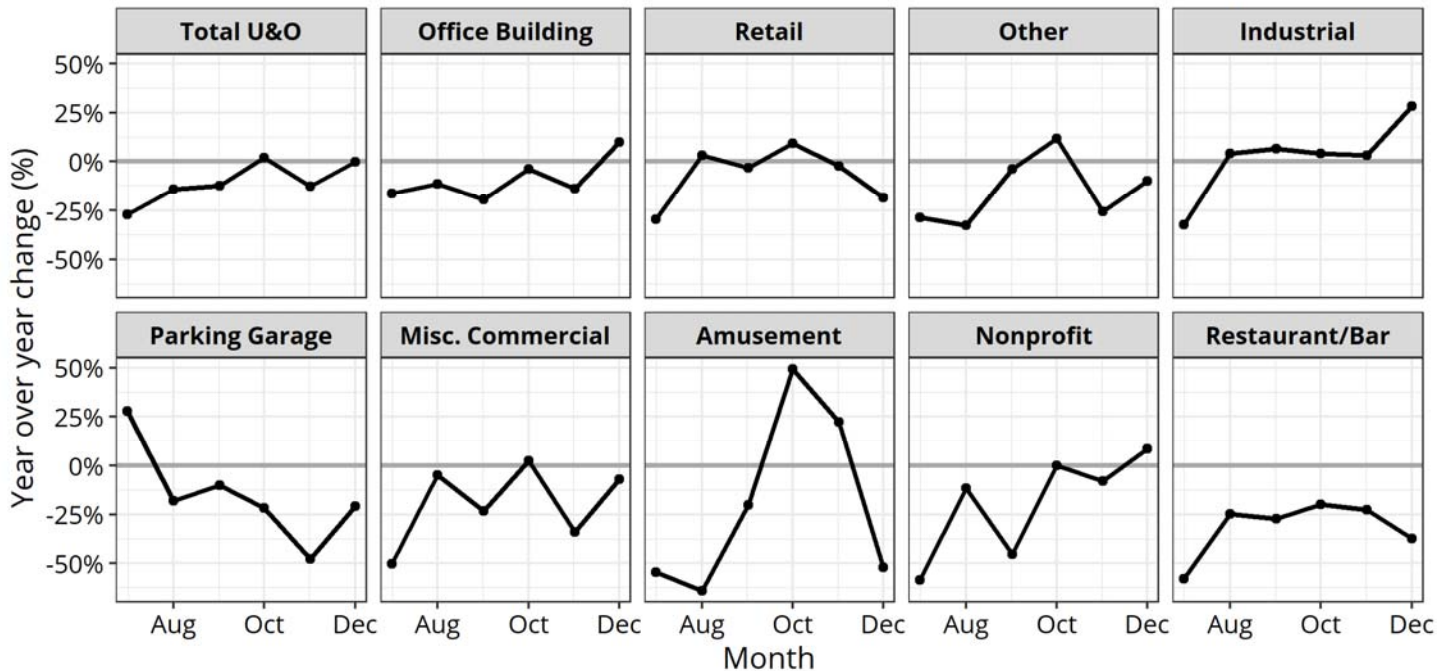 Total U&O Office Building Retail Other Industrial
50%
25%
0%
-25%
-50%
Parking Garage Misc. Commercial Amusement Nonprofit Restaurant/Bar
50%
25%
0%
-25%
-50%
Year over year change (%)
Aug Oct Dec Aug Oct Dec Aug Oct Dec Aug Oct Dec Aug Oct Dec
Month